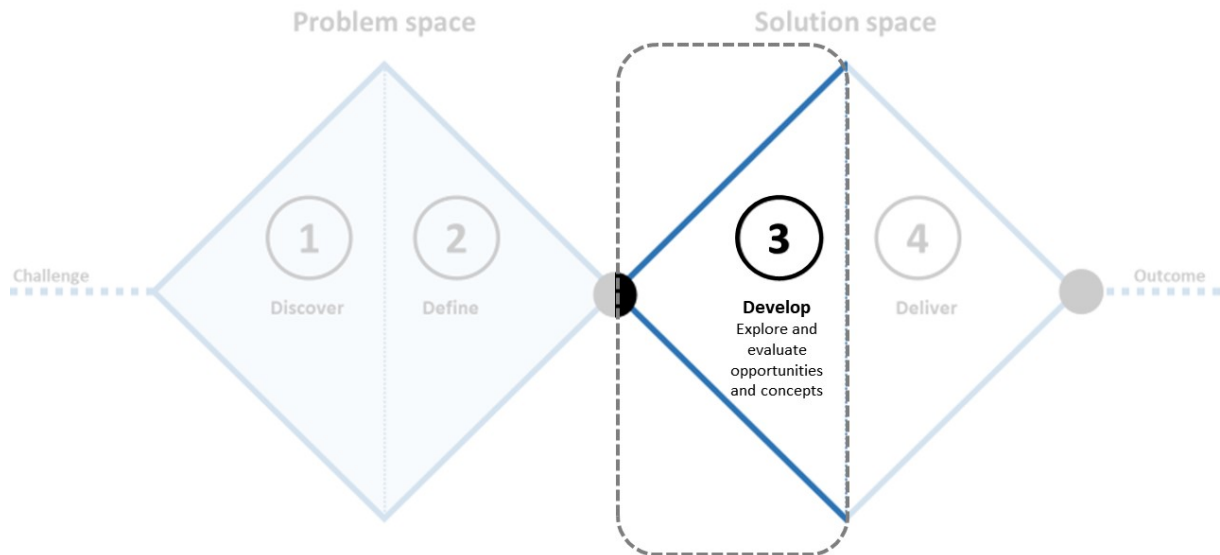 Problem space
Solution space
1
2
3
4
Challenge
Outcome
Discover
Define
Develop
Deliver
Explore and
evaluate
opportunities
and concepts